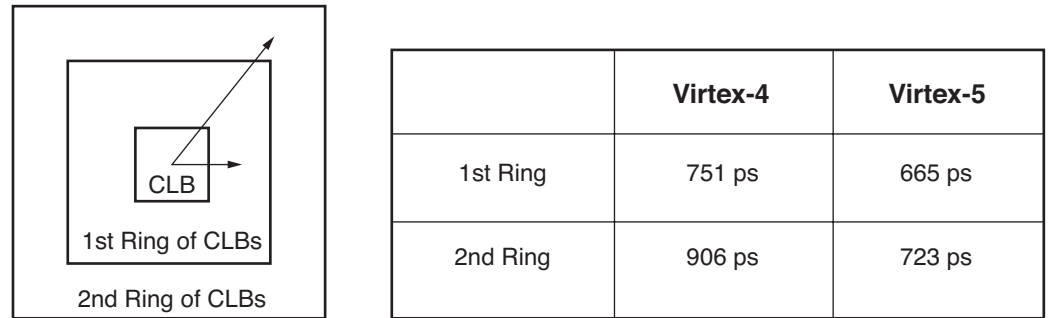 CLB
1st Ring of CLBs
2nd Ring of CLBs
Virtex-4 Virtex-5
1st Ring 751 ps 665 ps
2nd Ring 906 ps 723 ps